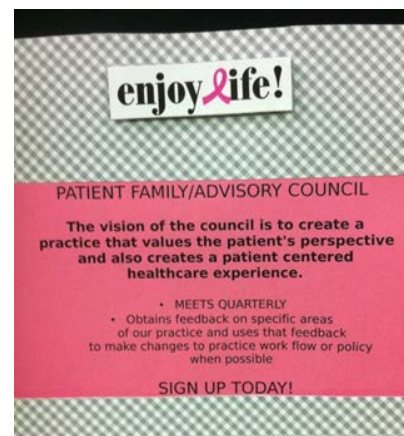 enjoy life!
PATIENT FAMILY/ADVISORY COUNCIL
The vision of the council is to create a
practice that values the patient's perspective
and also creates a patient centered
healthcare experience.
• MEETS QUARTERLY
• Obtains feedback on specific areas
of our practice and uses that feedback
to make changes to practice work flow or policy
when possible
SIGN UP TODAY!